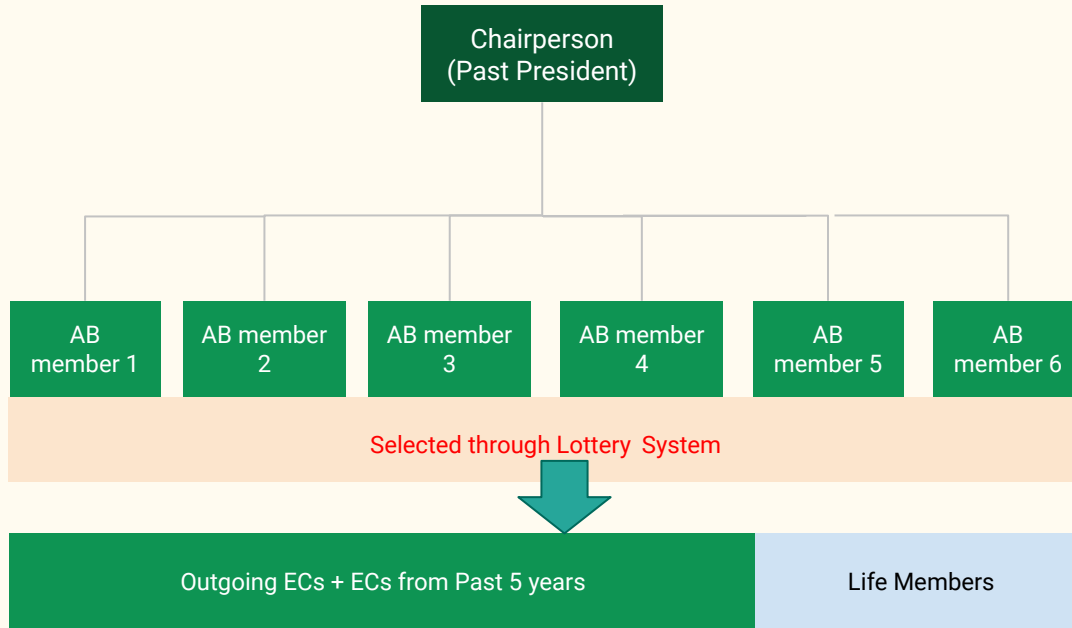 Chairperson
(Past President)
AB
member 1
AB member
2
AB member
3
AB member
4
AB
member 5
AB
member 6
Selected through Lottery System
Outgoing ECs + ECs from Past 5 years
Life Members